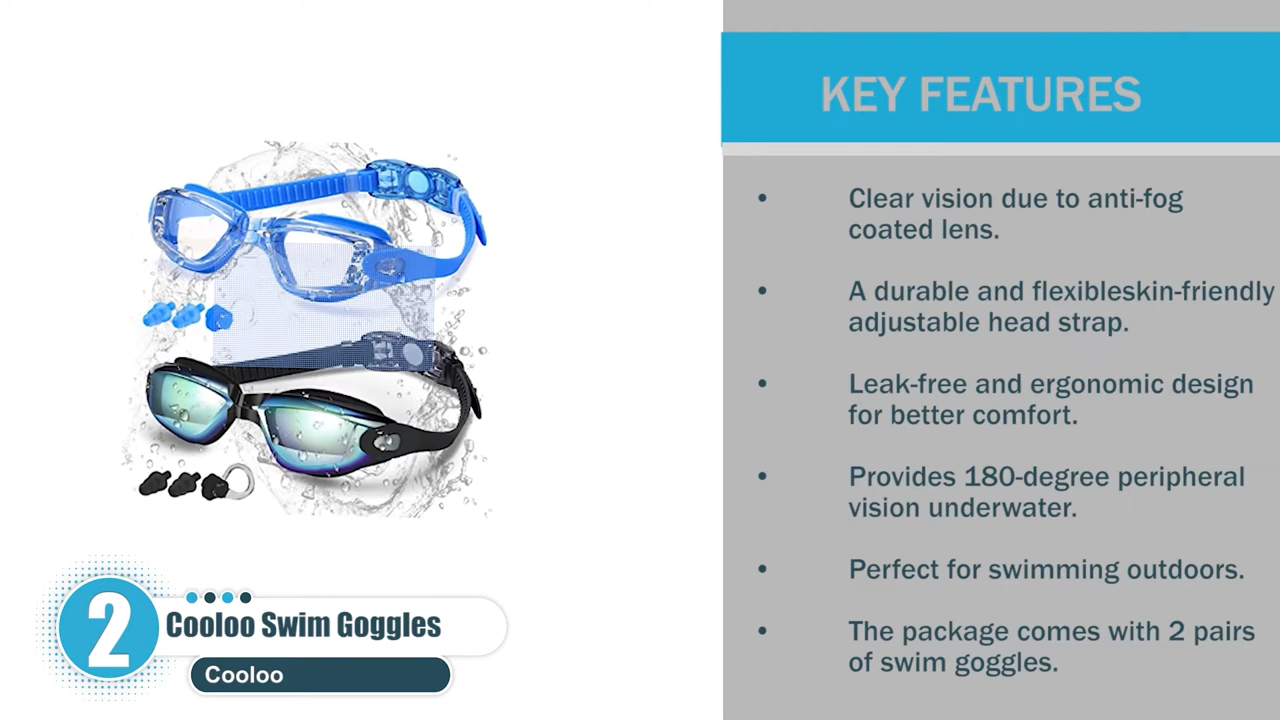 KEY FEATURES
• Clear vision due to anti-fog
coated lens.
• A durable and flexibleskin-friendly
adjustable head strap.
• Leak-free and ergonomic design
for better comfort.
• Provides 180-degree peripheral
vision underwater.
• Perfect for swimming outdoors.
• The package comes with 2 pairs
of swim goggles.
2
Cooloo Swim Goggles
Cooloo